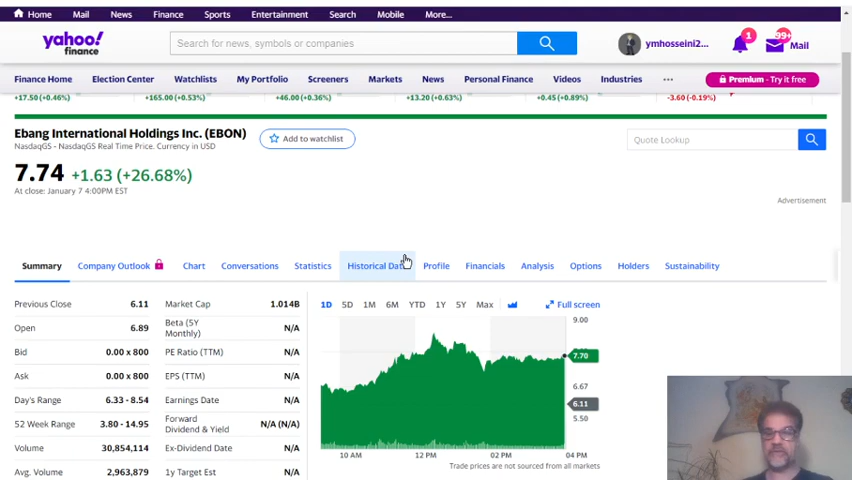 Home Mail News Finance Sports Entertainment Search Mobile More...
yahoo! finance
Search for news, symbols or companies
ymhosseini2... 1 99+ Mail
Finance Home Election Center Watchlists My Portfolio Screeners Markets News Personal Finance Videos Industries ... Premium - Try it free
+17.50 (+0.46%) +165.00 (+0.53%) +46.00 (+0.36%) +13.20 (+0.63%) +0.45 (+0.89%) -3.60 (-0.19%)
Ebang International Holdings Inc. (EBON)
Add to watchlist
Quote Lookup
NasdaqGS - NasdaqGS Real Time Price. Currency in USD
7.74 +1.63 (+26.68%)
At close: January 7 4:00PM EST
Advertisement
Summary Company Outlook Chart Conversations Statistics Historical Data Profile Financials Analysis Options Holders Sustainability
Previous Close 6.11
Open 6.89
Bid 0.00 x 800
Ask 0.00 x 800
Day's Range 6.33 - 8.54
52 Week Range 3.80 - 14.95
Volume 30,854,114
Avg. Volume 2,963,879
Market Cap 1.014B
Beta (5Y Monthly) N/A
PE Ratio (TTM) N/A
EPS (TTM) N/A
Earnings Date N/A
Forward Dividend & Yield N/A (N/A)
Ex-Dividend Date N/A
1y Target Est N/A
1D 5D 1M 6M YTD 1Y 5Y Max Full screen
9.00
7.70
6.67
6.11
5.50
10 AM 12 PM 02 PM 04 PM
Trade prices are not sourced from all markets